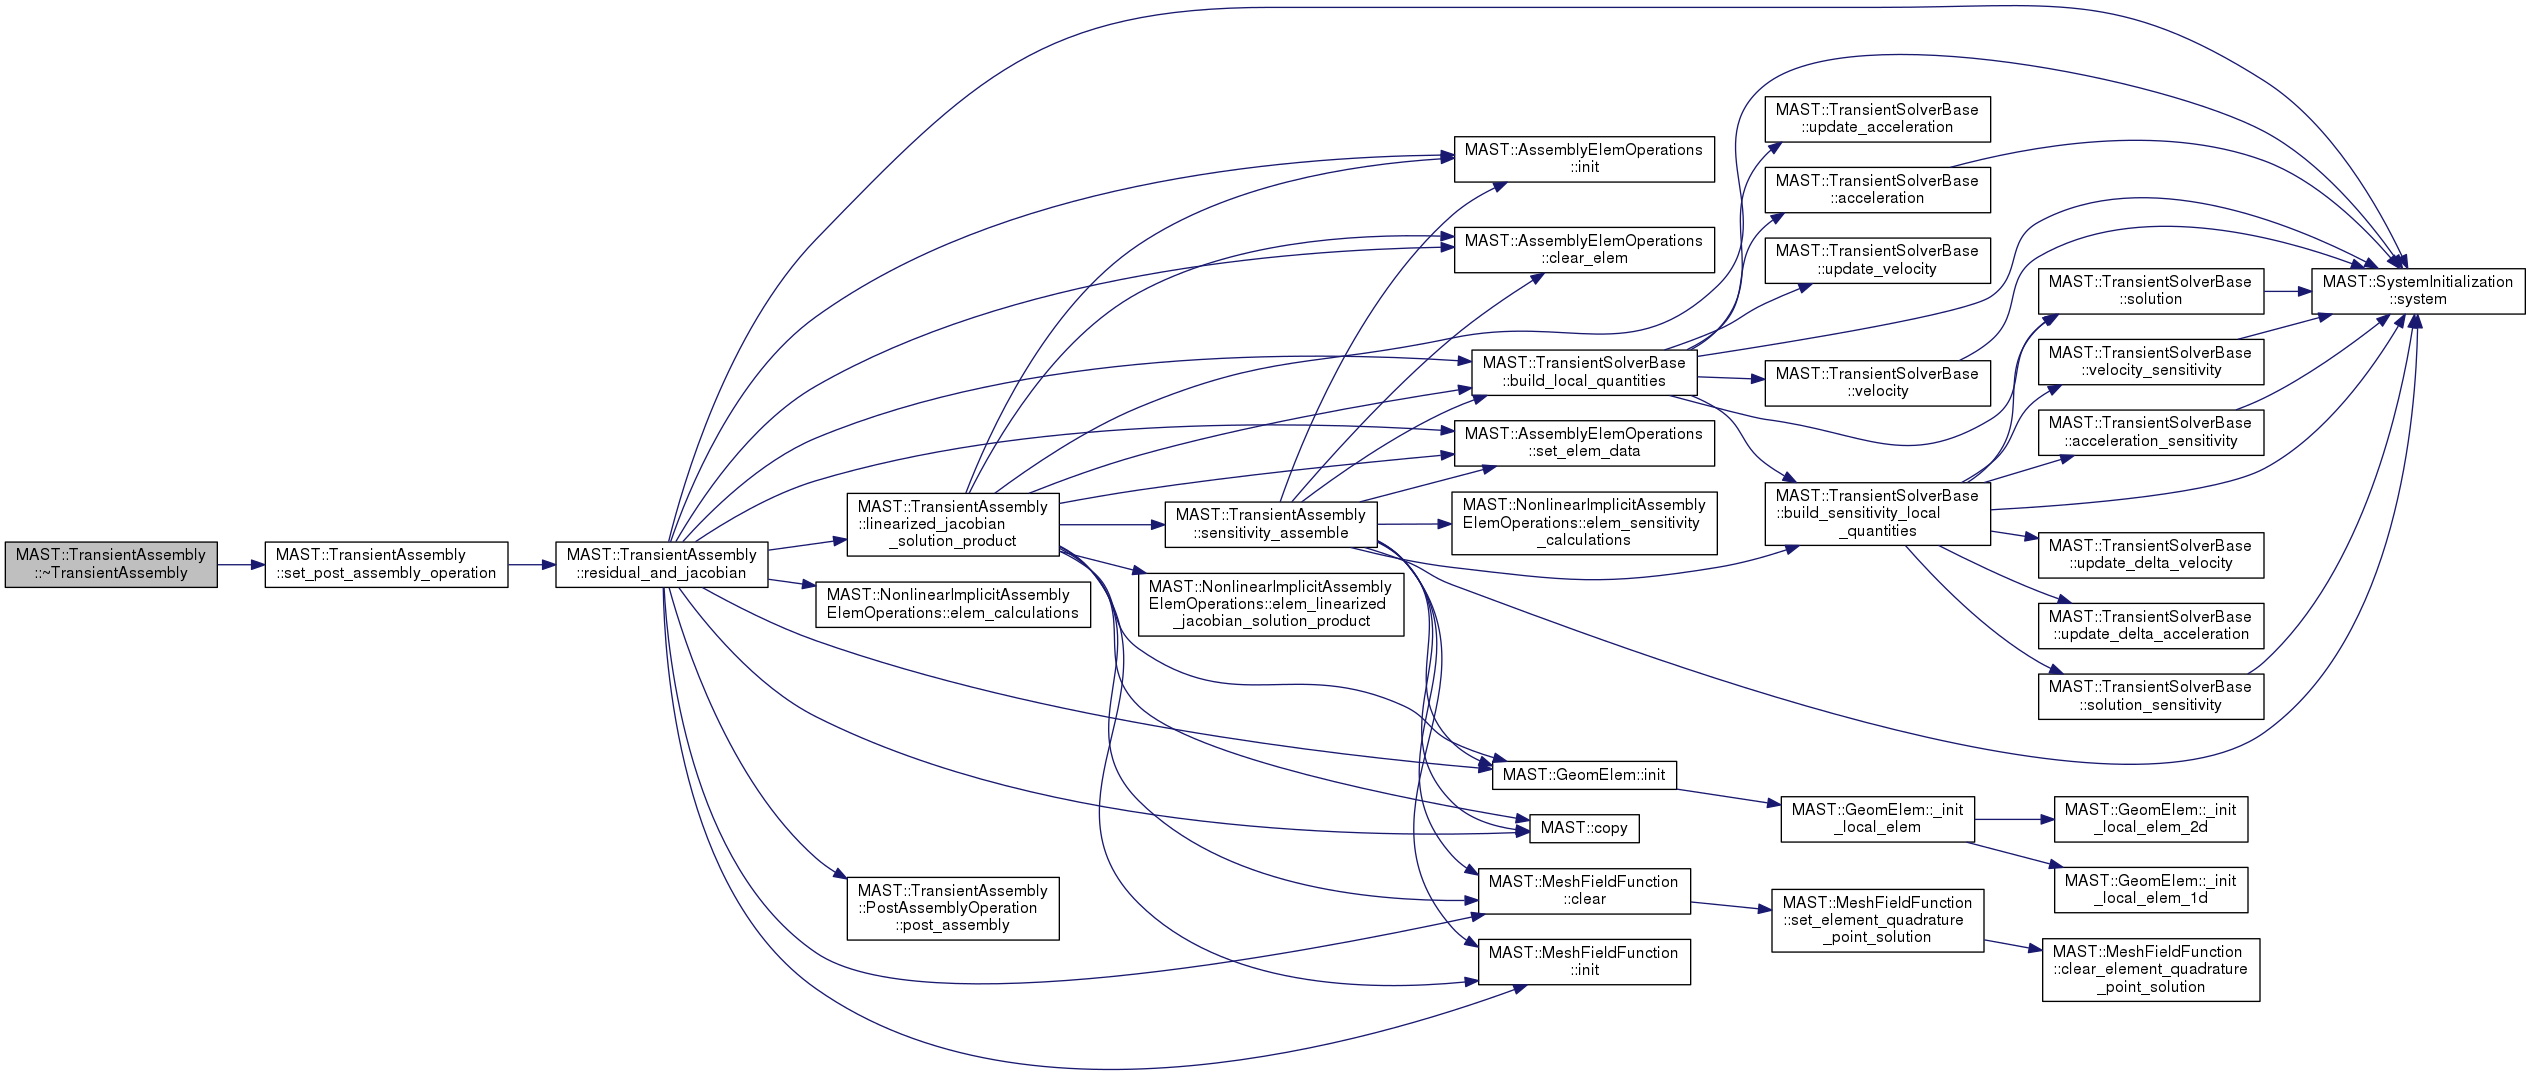 MAST::TransientAssembly
::~TransientAssembly
MAST::TransientAssembly
::set_post_assembly_operation
MAST::TransientAssembly
::residual_and_jacobian
MAST::TransientAssembly
::linearized_jacobian
_solution_product
MAST::NonlinearImplicitAssembly
ElemOperations::elem_calculations
MAST::TransientAssembly
::PostAssemblyOperation
::post_assembly
MAST::TransientAssembly
::sensitivity_assemble
MAST::NonlinearImplicitAssembly
ElemOperations::elem_linearized
_jacobian_solution_product
MAST::AssemblyElemOperations
::init
MAST::AssemblyElemOperations
::clear_elem
MAST::TransientSolverBase
::build_local_quantities
MAST::AssemblyElemOperations
::set_elem_data
MAST::NonlinearImplicitAssembly
ElemOperations::elem_sensitivity
_calculations
MAST::GeomElem::init
MAST::copy
MAST::MeshFieldFunction
::clear
MAST::MeshFieldFunction
::init
MAST::TransientSolverBase
::update_acceleration
MAST::TransientSolverBase
::acceleration
MAST::TransientSolverBase
::update_velocity
MAST::TransientSolverBase
::velocity
MAST::TransientSolverBase
::build_sensitivity_local
_quantities
MAST::GeomElem::_init
_local_elem
MAST::MeshFieldFunction
::set_element_quadrature
_point_solution
MAST::TransientSolverBase
::solution
MAST::TransientSolverBase
::velocity_sensitivity
MAST::TransientSolverBase
::acceleration_sensitivity
MAST::TransientSolverBase
::update_delta_velocity
MAST::TransientSolverBase
::update_delta_acceleration
MAST::TransientSolverBase
::solution_sensitivity
MAST::GeomElem::_init
_local_elem_2d
MAST::GeomElem::_init
_local_elem_1d
MAST::MeshFieldFunction
::clear_element_quadrature
_point_solution
MAST::SystemInitialization
::system